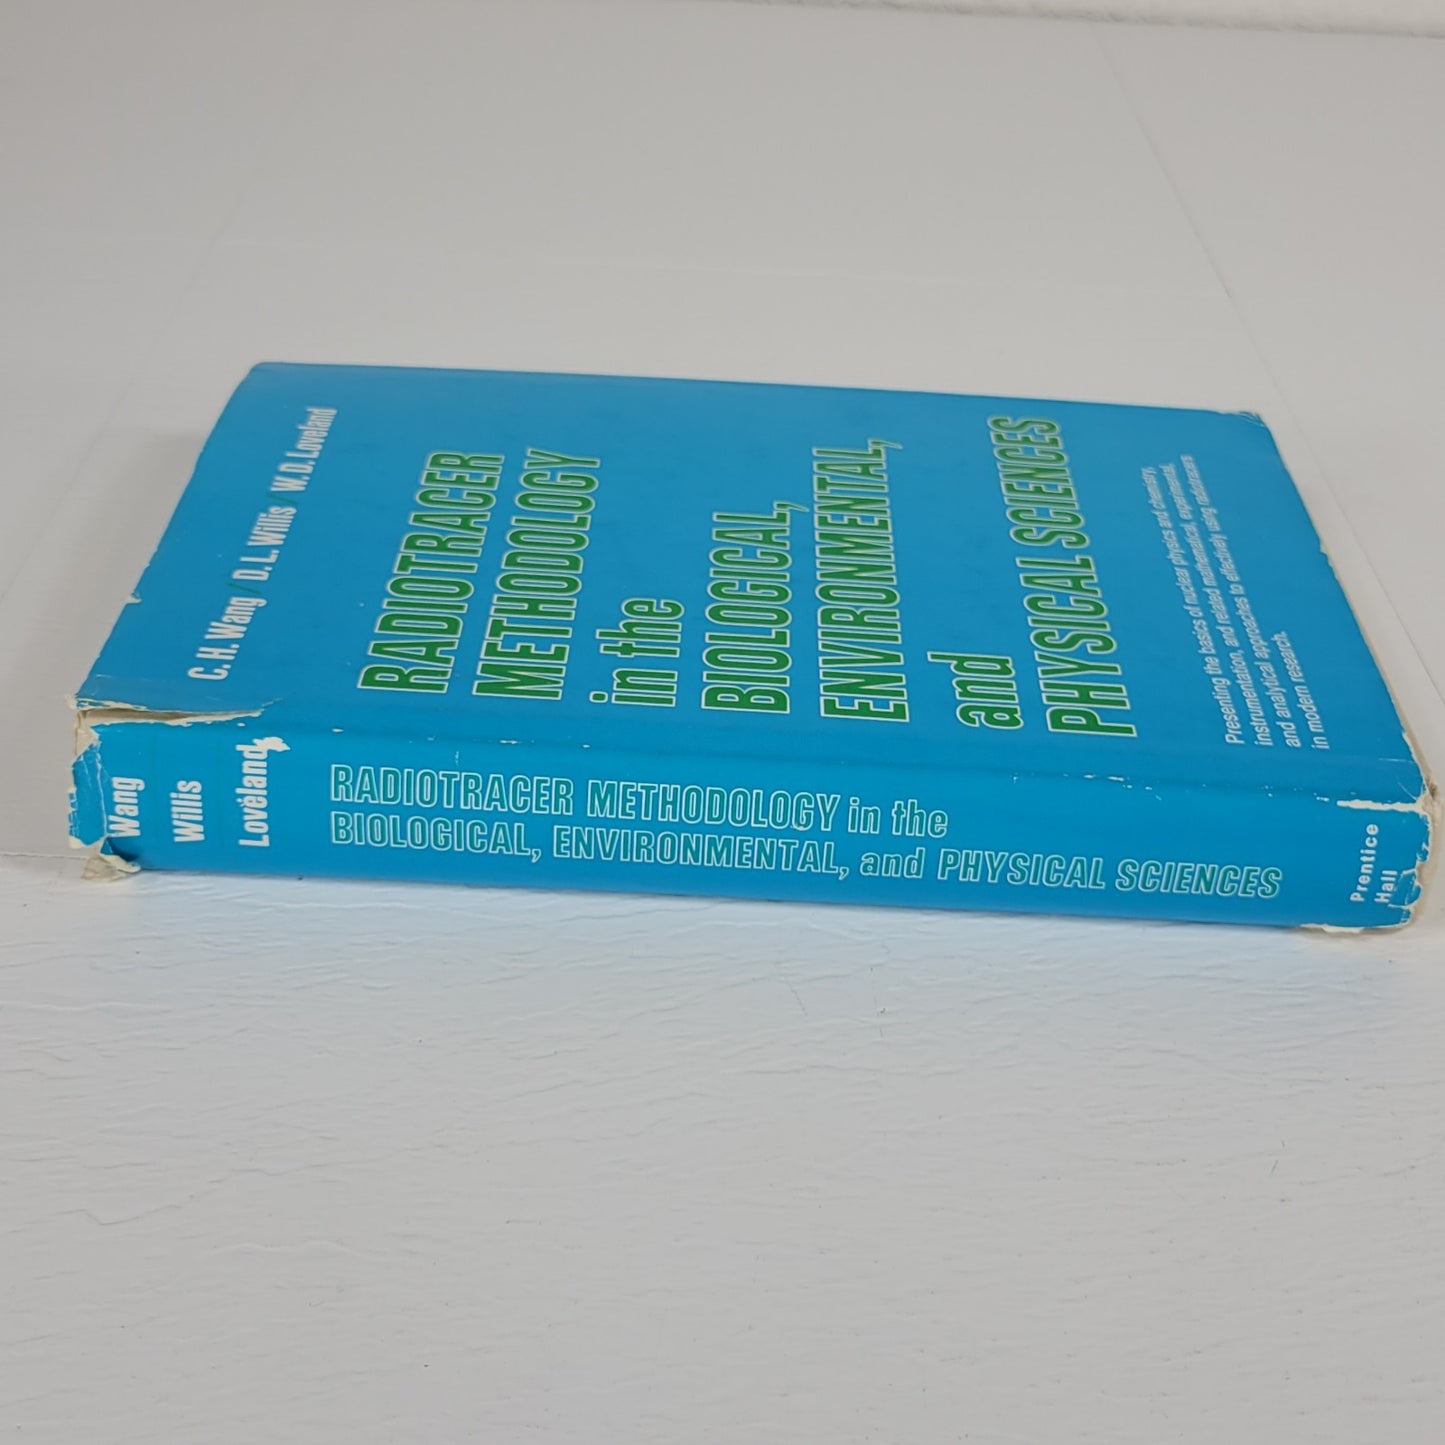 C. H. Wang / D. L. Willis / W. D. Loveland
RADIOTRACER
METHODOLOGY
in the
BIOLOGICAL,
ENVIRONMENTAL,
and
PHYSICAL SCIENCES
Presenting the basics of nuclear physics and chemistry,
instrumentation, and related mathematical, experimental,
and analytical approaches to effectively using radiotracers
in modern research.
Wang
Willis
Loveland
RADIOTRACER METHODOLOGY in the
BIOLOGICAL, ENVIRONMENTAL, and PHYSICAL SCIENCES
Prentice
Hall